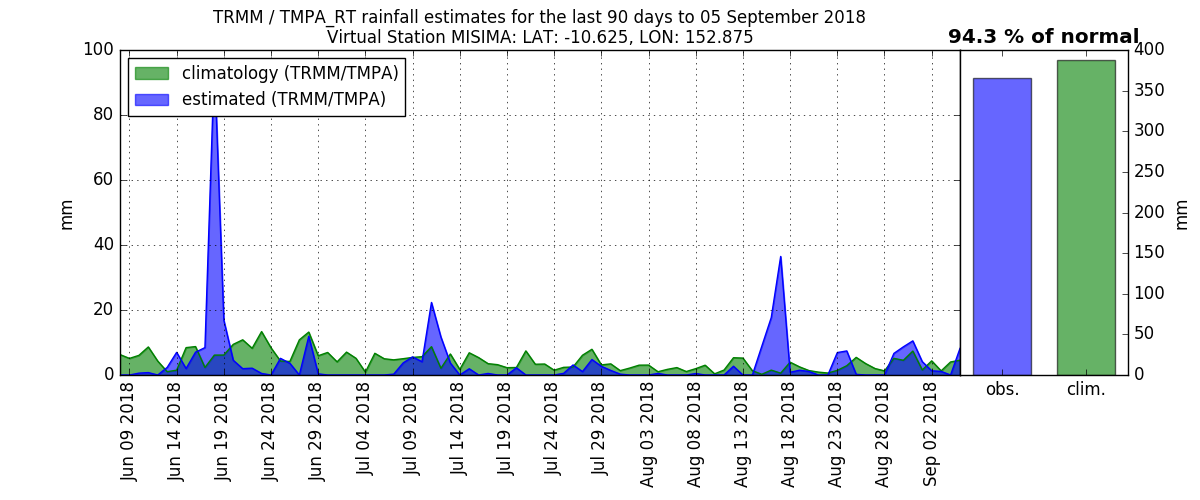 TRMM / TMPA_RT rainfall estimates for the last 90 days to 05 September 2018
Virtual Station MISIMA: LAT: -10.625, LON: 152.875
94.3 % of normal
climatology (TRMM/TMPA)
estimated (TRMM/TMPA)
100
80
60
40
20
0
mm
Jun 09 2018
Jun 14 2018
Jun 19 2018
Jun 24 2018
Jun 29 2018
Jul 04 2018
Jul 09 2018
Jul 14 2018
Jul 19 2018
Jul 24 2018
Jul 29 2018
Aug 03 2018
Aug 08 2018
Aug 13 2018
Aug 18 2018
Aug 23 2018
Aug 28 2018
Sep 02 2018
400
350
300
250
200
150
100
50
0
mm
obs.
clim.